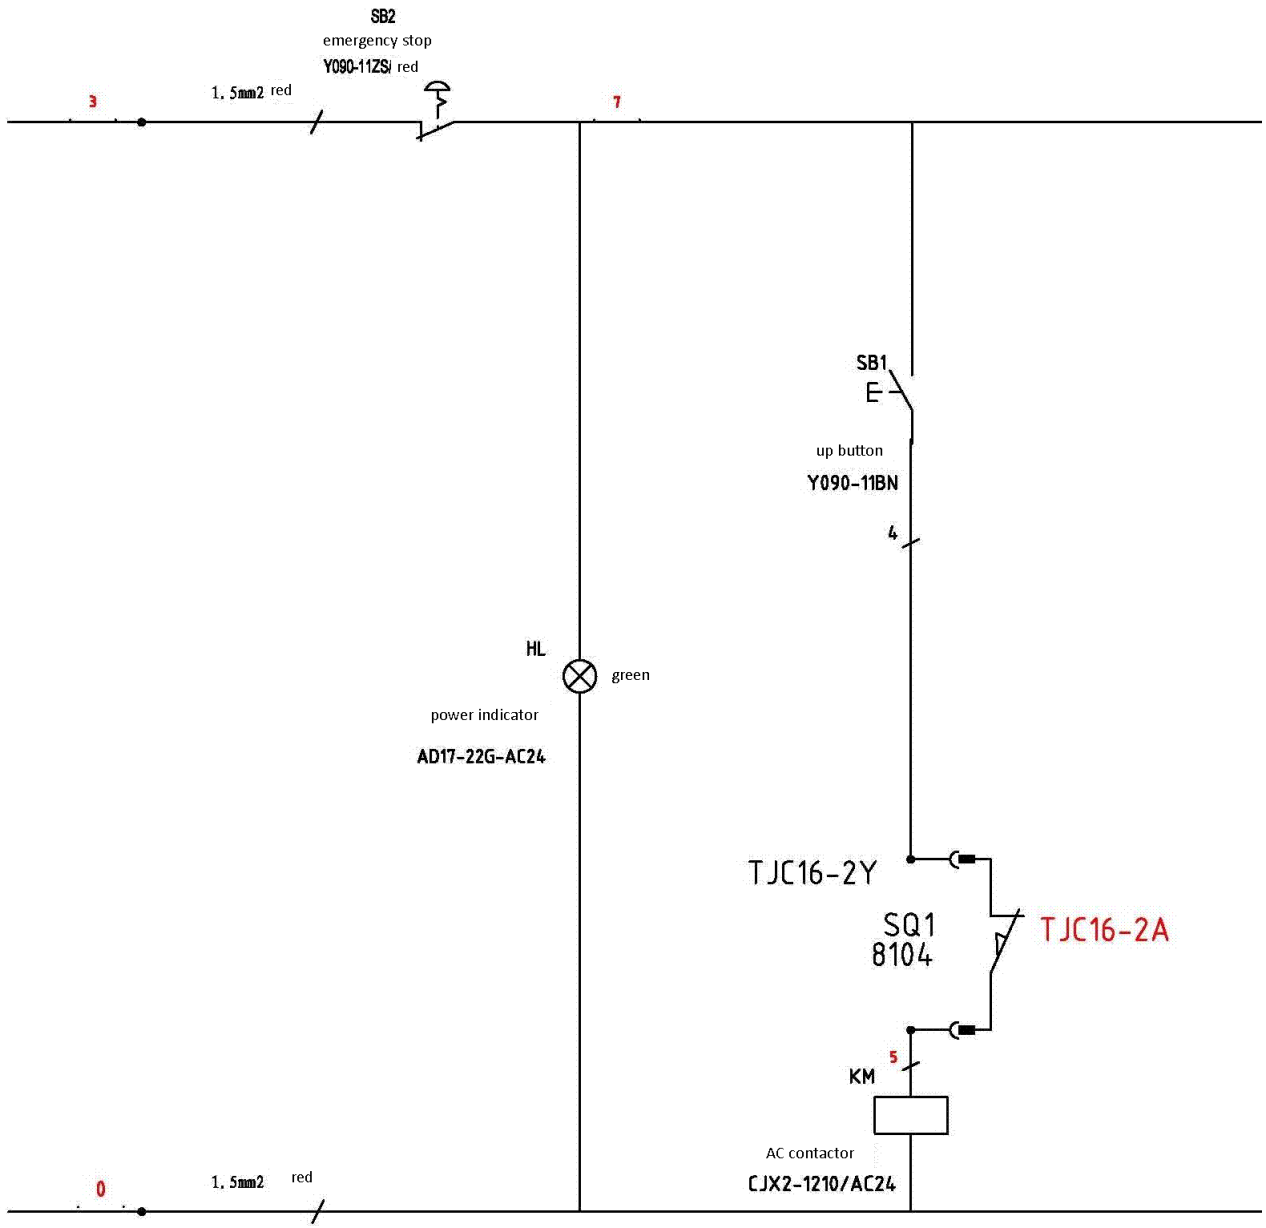 SB2
emergency stop
Y090-11ZS/ red
3
1.5mm2 red
7
SB1
up button
Y090-11BN
4
HL
green
power indicator
AD17-22G-AC24
TJC16-2Y
SQ1
8104
TJC16-2A
5
KM
AC contactor
CJX2-1210/AC24
0
1.5mm2 red